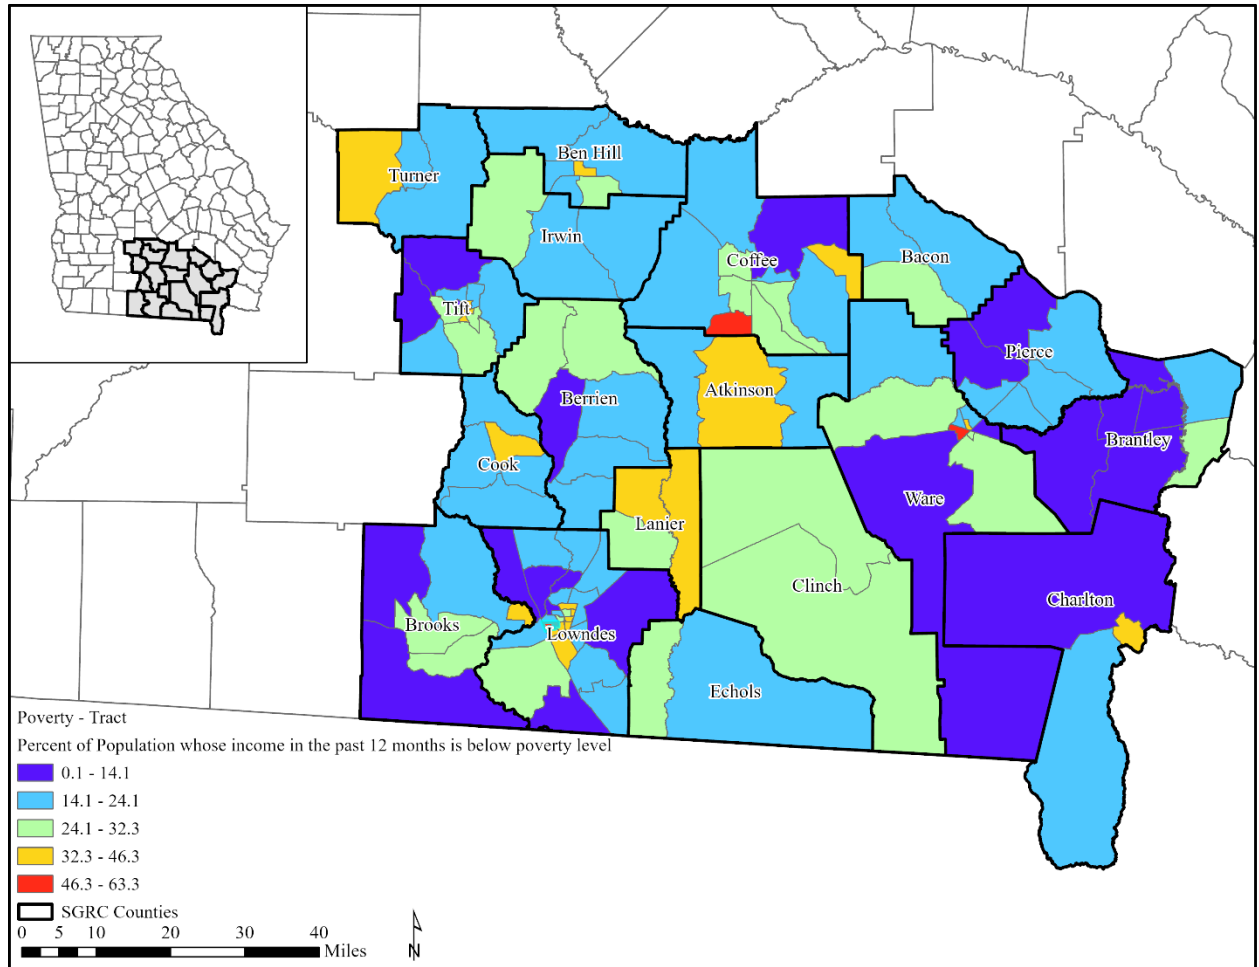 Turner
Ben Hill
Irwin
Coffee
Bacon
Tift
Pierce
Berrien
Atkinson
Brantley
Cook
Ware
Lanier
Clinch
Charlton
Brooks
Lowndes
Echols
Poverty - Tract
Percent of Population whose income in the past 12 months is below poverty level
0.1 - 14.1
14.1 - 24.1
24.1 - 32.3
32.3 - 46.3
46.3 - 63.3
SGRC Counties
0 5 10 20 30 40
Miles
N